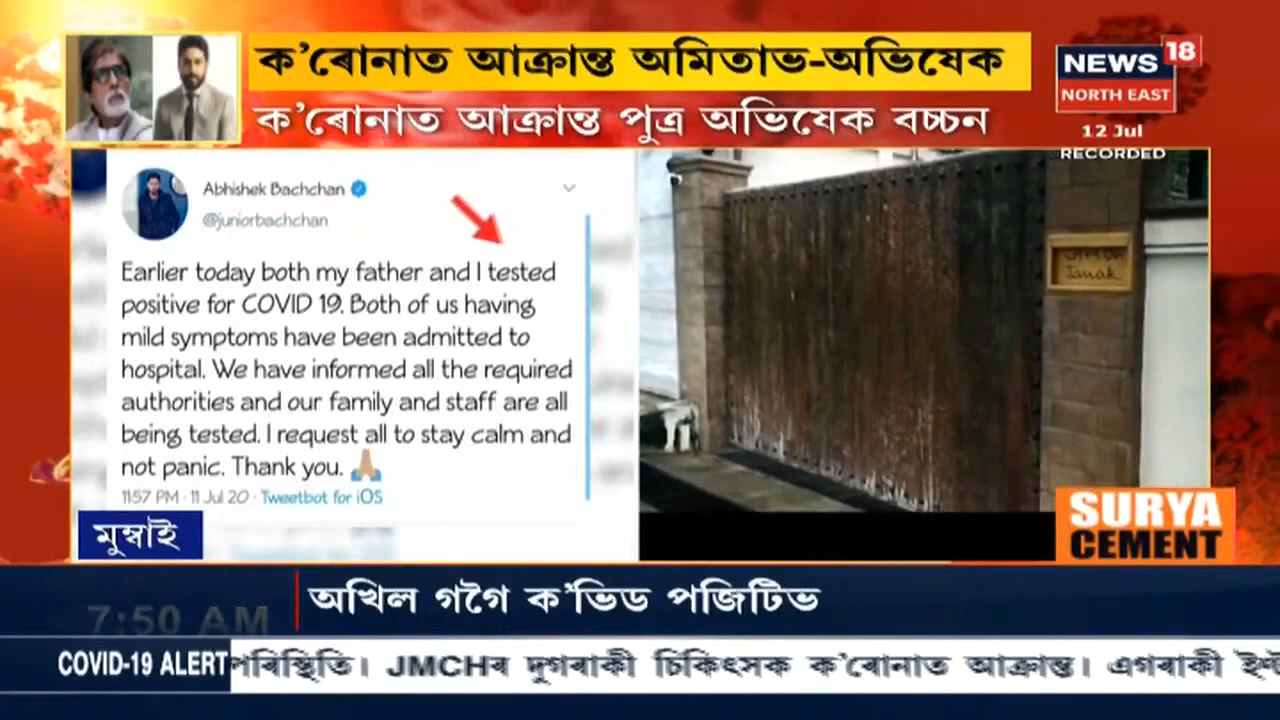 ক'ৰোনাত আক্ৰান্ত অমিতাভ-অভিষেক
ক'ৰোনাত আক্ৰান্ত পুত্ৰ অভিষেক বচ্চন
NEWS 18
NORTH EAST
12 Jul
RECORDED
Abhishek Bachchan
@juniorbachchan
Earlier today both my father and I tested
positive for COVID 19. Both of us having
mild symptoms have been admitted to
hospital. We have informed all the required
authorities and our family and staff are all
being tested. I request all to stay calm and
not panic. Thank you. 🙏🏽
11:57 PM · 11 Jul 20 · Tweetbot for iOS
Janak
মুম্বাই
SURYA
CEMENT
7:50 AM
অখিল গগৈ ক'ভিড পজিটিভ
COVID-19 ALERT
পৰিস্থিতি। JMCHৰ দুগৰাকী চিকিৎসক ক'ৰোনাত আক্ৰান্ত। এগৰাকী